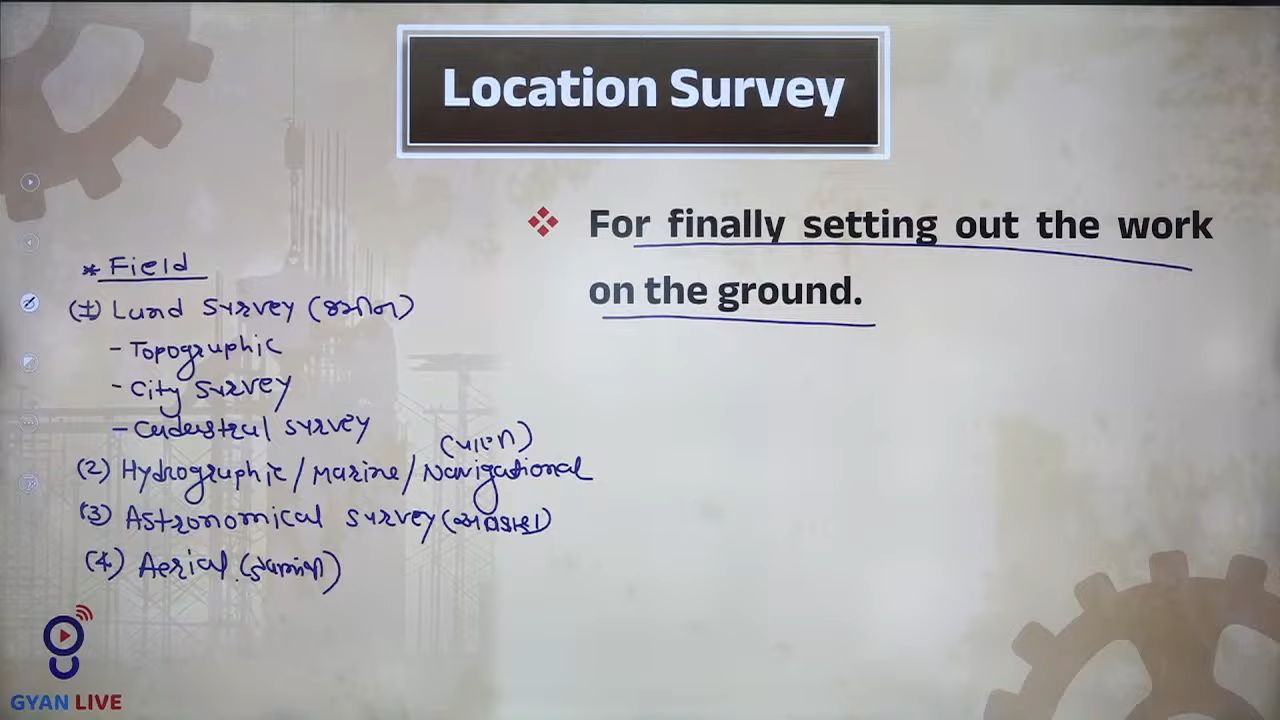 Location Survey
❖ For finally setting out the work
on the ground.
* Field
(1) Land Survey (જમીન)
- Topographic
- City Survey
- Cadastral Survey
(2) Hydrographic / Marine / Navigational
(3) Astronomical Survey (આકાશ)
(4) Aerial
GYAN LIVE